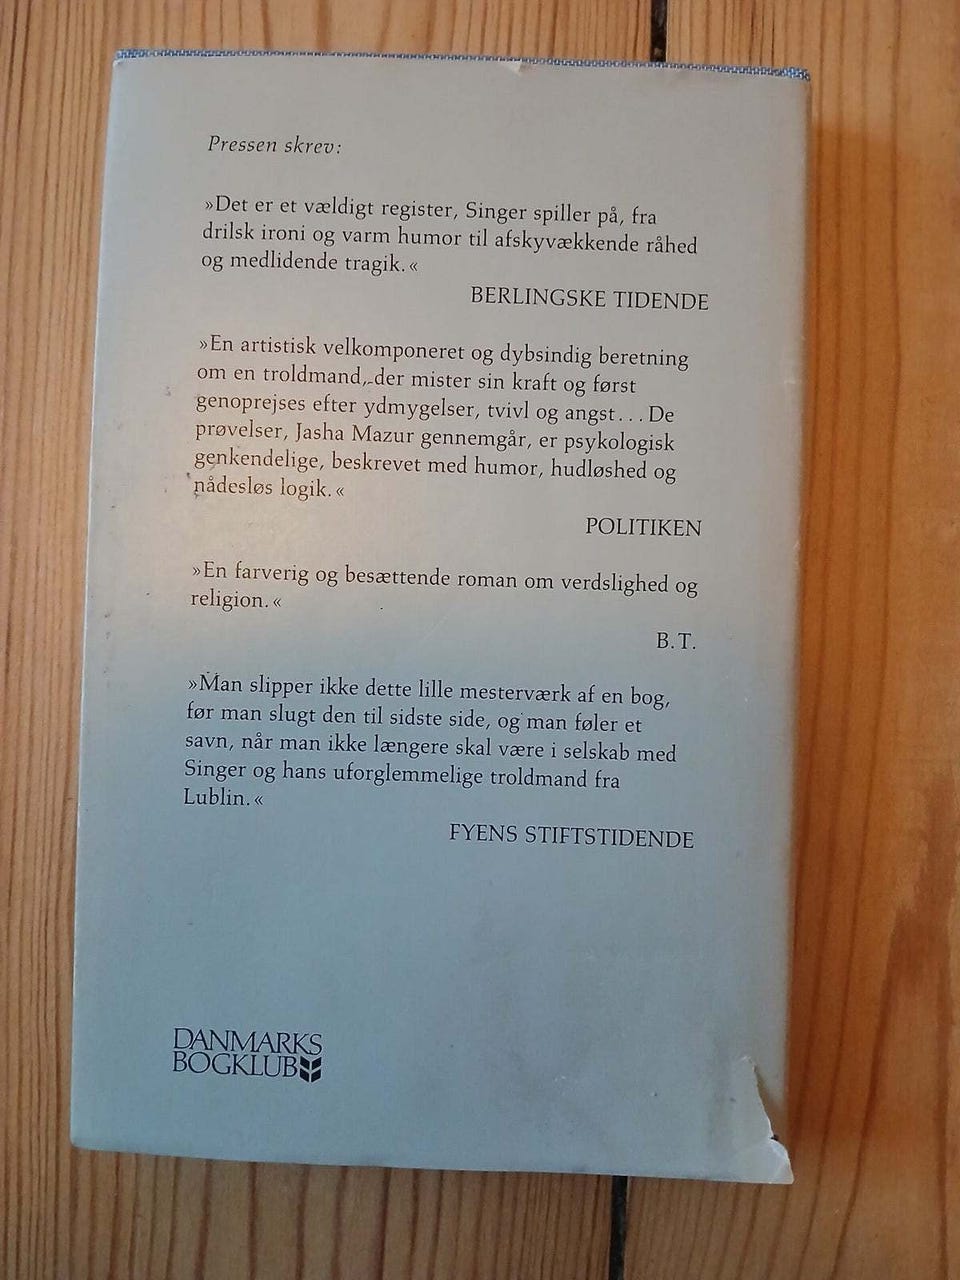 Pressen skrev:
»Det er et vældigt register, Singer spiller på, fra
drilsk ironi og varm humor til afskyvækkende råhed
og medlidende tragik.«
BERLINGSKE TIDENDE
»En artistisk velkomponeret og dybsindig beretning
om en troldmand, der mister sin kraft og først
genoprejses efter ydmygelser, tvivl og angst... De
prøvelser, Jasha Mazur gennemgår, er psykologisk
genkendelige, beskrevet med humor, hudløshed og
nådesløs logik.«
POLITIKEN
»En farverig og besættende roman om verdslighed og
religion.«
B.T.
»Man slipper ikke dette lille mesterværk af en bog,
før man slugt den til sidste side, og man føler et
savn, når man ikke længere skal være i selskab med
Singer og hans uforglemmelige troldmand fra
Lublin.«
FYENS STIFTSTIDENDE
DANMARKS
BOGKLUB